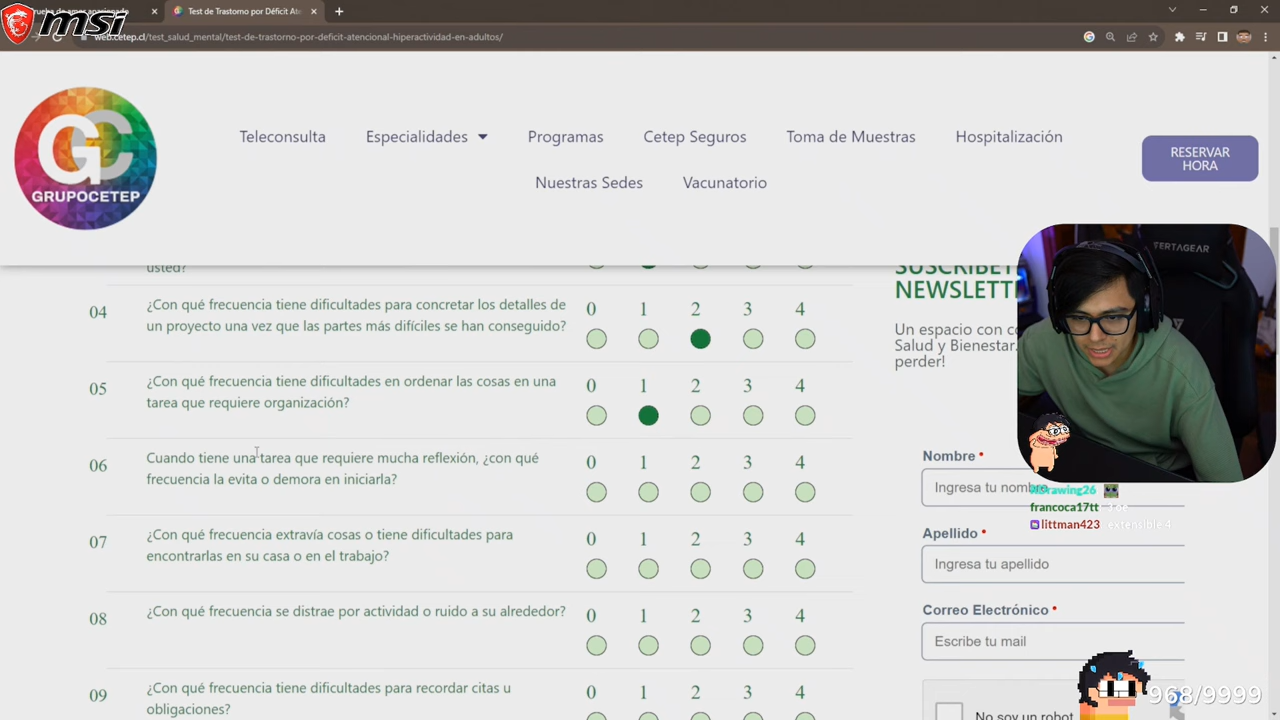 msi
Test de Trastorno por Déficit Ate
web.cetep.cl/test_salud_mental/test-de-trastorno-por-deficit-atencional-hiperactividad-en-adultos/
GC
GRUPOCETEP
Teleconsulta
Especialidades
Programas
Cetep Seguros
Toma de Muestras
Hospitalización
Nuestras Sedes
Vacunatorio
RESERVAR
HORA
usted?
04
¿Con qué frecuencia tiene dificultades para concretar los detalles de
un proyecto una vez que las partes más difíciles se han conseguido?
0 1 2 3 4
05
¿Con qué frecuencia tiene dificultades en ordenar las cosas en una
tarea que requiere organización?
0 1 2 3 4
06
Cuando tiene una tarea que requiere mucha reflexión, ¿con qué
frecuencia la evita o demora en iniciarla?
0 1 2 3 4
07
¿Con qué frecuencia extravía cosas o tiene dificultades para
encontrarlas en su casa o en el trabajo?
0 1 2 3 4
08
¿Con qué frecuencia se distrae por actividad o ruido a su alrededor?
0 1 2 3 4
09
¿Con qué frecuencia tiene dificultades para recordar citas u
obligaciones?
0 1 2 3 4
SUSCRÍBET
NEWSLETT
Un espacio con co
Salud y Bienestar.
perder!
VERTAGEAR
Nombre *
Ingresa tu nombre
francoca17tt
littman423 extensible 4
Apellido *
Ingresa tu apellido
Correo Electrónico *
Escribe tu mail
No soy un robot
968/9999